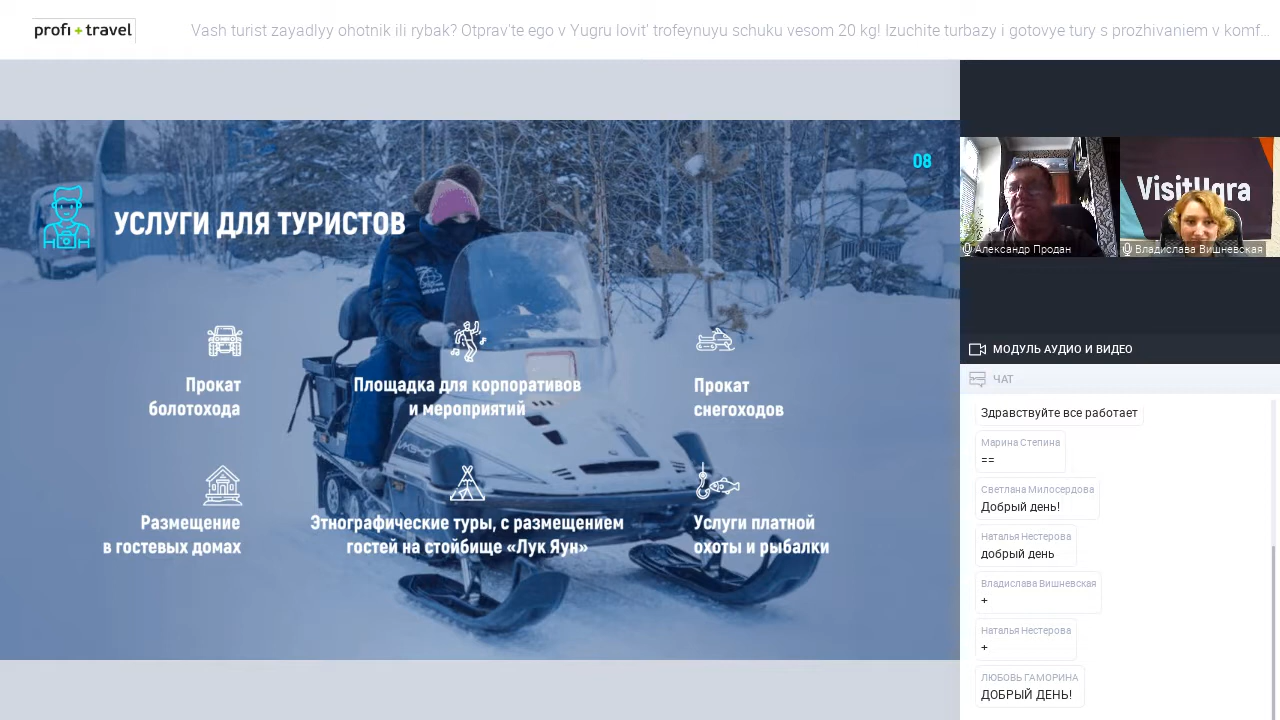 profi + travel
Vash turist zayadlyy ohotnik ili rybak? Otprav'te ego v Yugru lovit' trofeynuyu schuku vesom 20 kg! Izuchite turbazy i gotovye tury s prozhivaniem v komf...
08
УСЛУГИ ДЛЯ ТУРИСТОВ
Прокат
болотохода
Площадка для корпоративов
и мероприятий
Прокат
снегоходов
Размещение
в гостевых домах
Этнографические туры, с размещением
гостей на стойбище «Лук Яун»
Услуги платной
охоты и рыбалки
VisitUgra
Александр Продан
Владислава Вишневская
МОДУЛЬ АУДИО И ВИДЕО
ЧАТ
Здравствуйте все работает
Марина Степина
==
Светлана Милосердова
Добрый день!
Наталья Нестерова
добрый день
Владислава Вишневская
+
Наталья Нестерова
+
ЛЮБОВЬ ГАМОРИНА
ДОБРЫЙ ДЕНЬ!